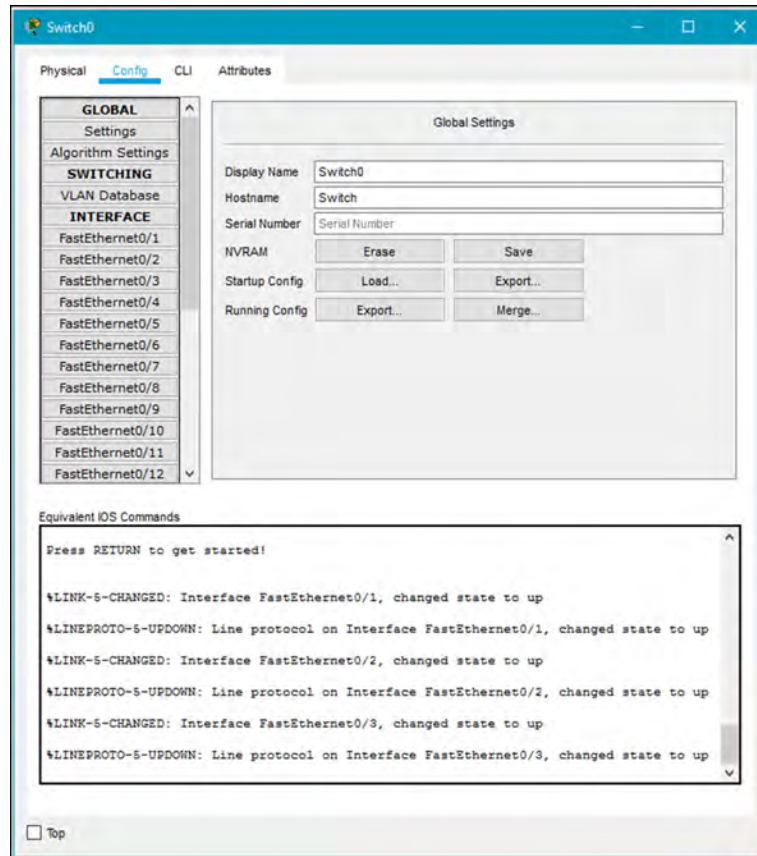 Switch0
Physical Config CLI Attributes
GLOBAL
Settings
Algorithm Settings
SWITCHING
VLAN Database
INTERFACE
FastEthernet0/1
FastEthernet0/2
FastEthernet0/3
FastEthernet0/4
FastEthernet0/5
FastEthernet0/6
FastEthernet0/7
FastEthernet0/8
FastEthernet0/9
FastEthernet0/10
FastEthernet0/11
FastEthernet0/12
Global Settings
Display Name Switch0
Hostname Switch
Serial Number Serial Number
NVRAM Erase Save
Startup Config Load... Export...
Running Config Export... Merge...
Equivalent IOS Commands
Press RETURN to get started!
%LINK-5-CHANGED: Interface FastEthernet0/1, changed state to up
%LINEPROTO-5-UPDOWN: Line protocol on Interface FastEthernet0/1, changed state to up
%LINK-5-CHANGED: Interface FastEthernet0/2, changed state to up
%LINEPROTO-5-UPDOWN: Line protocol on Interface FastEthernet0/2, changed state to up
%LINK-5-CHANGED: Interface FastEthernet0/3, changed state to up
%LINEPROTO-5-UPDOWN: Line protocol on Interface FastEthernet0/3, changed state to up
Top